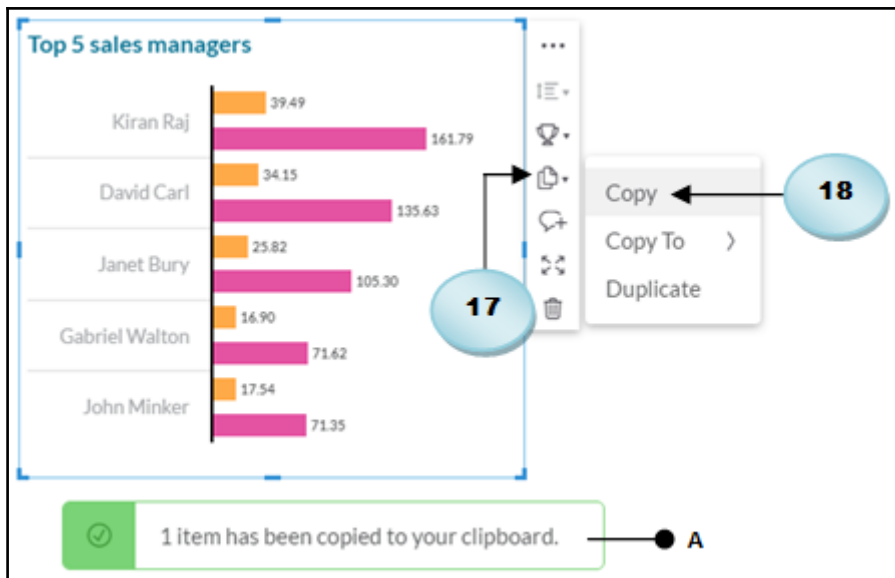 Top 5 sales managers
Kiran Raj
39.49
161.79
David Carl
34.15
135.63
Janet Bury
25.82
105.30
Gabriel Walton
16.90
71.62
John Minker
17.54
71.35
17
Copy
Copy To
Duplicate
18
1 item has been copied to your clipboard.
A